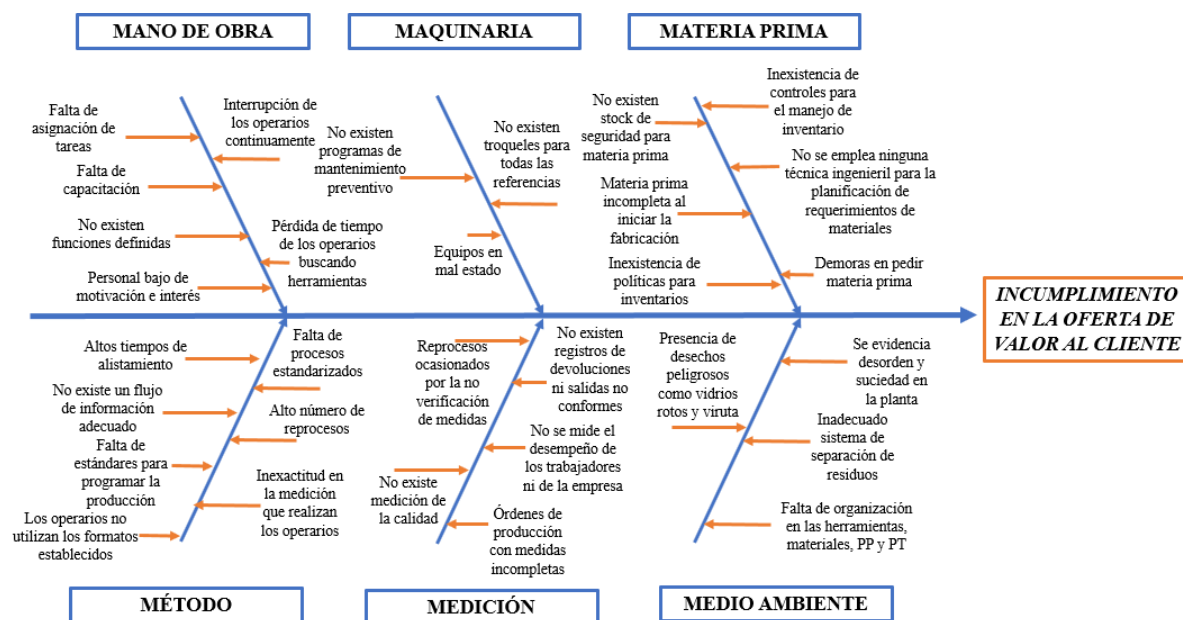 MANO DE OBRA
MAQUINARIA
MATERIA PRIMA
Falta de
asignación de
tareas
Interrupción de
los operarios
continuamente
Falta de
capacitación
No existen
funciones definidas
Pérdida de tiempo
de los operarios
buscando
herramientas
Personal bajo de
motivación e interés
No existen
programas de
mantenimiento
preventivo
No existen
troqueles para
todas las
referencias
Equipos en
mal estado
No existen
stock de
seguridad para
materia prima
Inexistencia de
controles para
el manejo de
inventario
Materia prima
incompleta al
iniciar la
fabricación
No se emplea ninguna
técnica ingenieril para la
planificación de
requerimientos de
materiales
Inexistencia de
políticas para
inventarios
Demoras en pedir
materia prima
INCUMPLIMIENTO
EN LA OFERTA DE
VALOR AL CLIENTE
Altos tiempos de
alistamiento
Falta de
procesos
estandarizados
No existe un flujo
de información
adecuado
Alto número de
reprocesos
Falta de
estándares para
programar la
producción
Inexactitud en
la medición
que realizan
los operarios
Los operarios no
utilizan los formatos
establecidos
Reprocesos
ocasionados
por la no
verificación
de medidas
No existen
registros de
devoluciones
ni salidas no
conformes
No se mide el
desempeño de
los trabajadores
ni de la empresa
No existe
medición de
la calidad
Órdenes de
producción
con medidas
incompletas
Presencia de
desechos
peligrosos
como vidrios
rotos y viruta
Se evidencia
desorden y
suciedad en
la planta
Inadecuado
sistema de
separación de
residuos
Falta de organización
en las herramientas,
materiales, PP y PT
MÉTODO
MEDICIÓN
MEDIO AMBIENTE